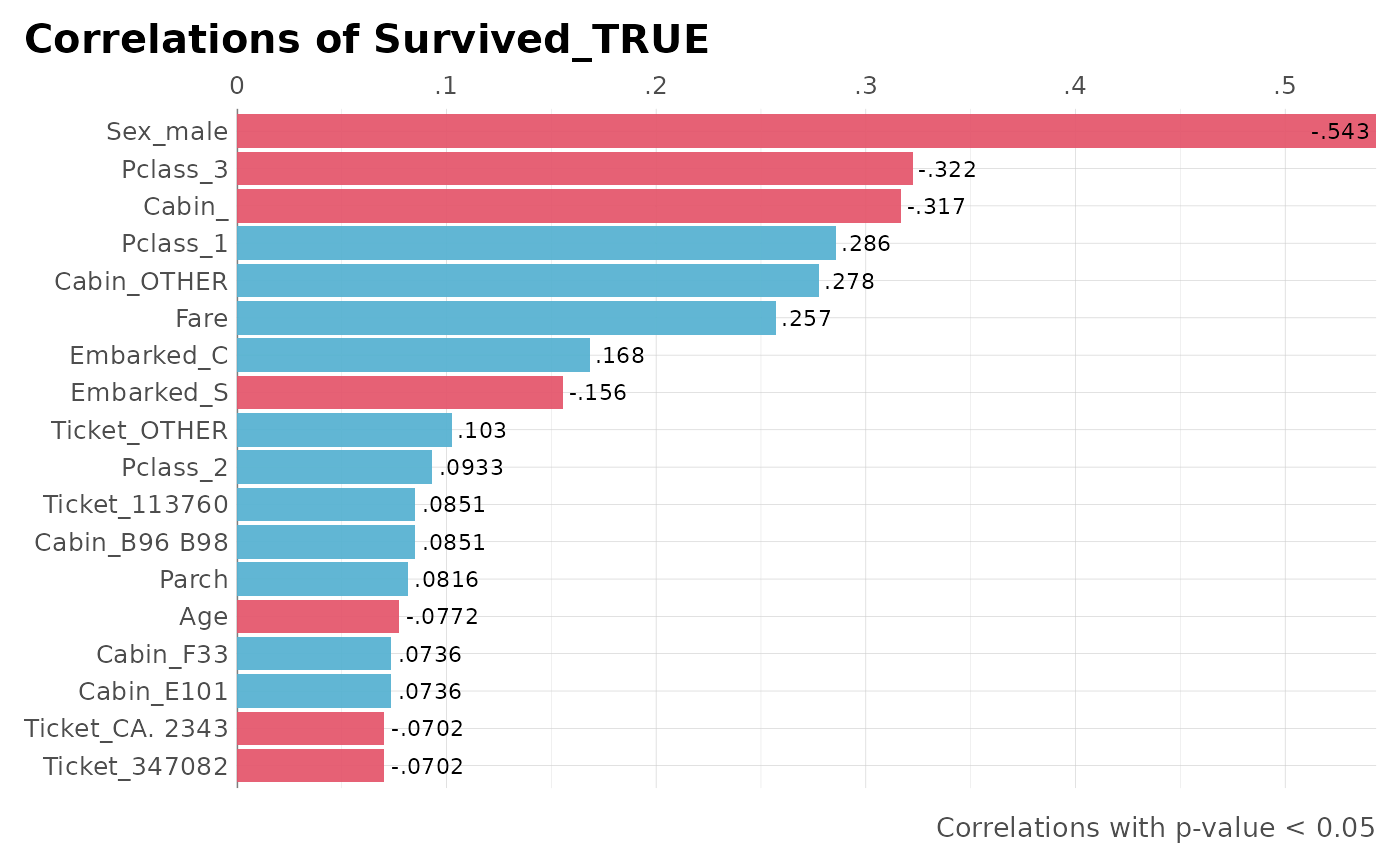 Correlations of Survived_TRUE
0 .1 .2 .3 .4 .5
Sex_male -.543
Pclass_3 -.322
Cabin_ -.317
Pclass_1 .286
Cabin_OTHER .278
Fare .257
Embarked_C .168
Embarked_S -.156
Ticket_OTHER .103
Pclass_2 .0933
Ticket_113760 .0851
Cabin_B96 B98 .0851
Parch .0816
Age -.0772
Cabin_F33 .0736
Cabin_E101 .0736
Ticket_CA. 2343 -.0702
Ticket_347082 -.0702
Correlations with p-value < 0.05